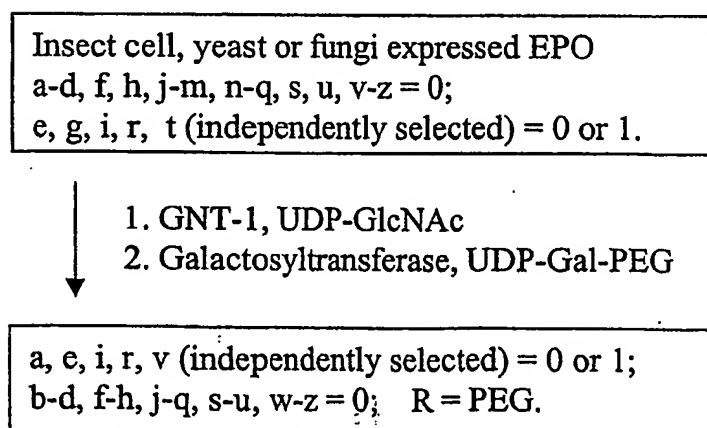 Insect cell, yeast or fungi expressed EPO
a-d, f, h, j-m, n-q, s, u, v-z = 0;
e, g, i, r, t (independently selected) = 0 or 1.
1. GNT-1, UDP-GlcNAc
2. Galactosyltransferase, UDP-Gal-PEG
a, e, i, r, v (independently selected) = 0 or 1;
b-d, f-h, j-q, s-u, w-z = 0; R = PEG.